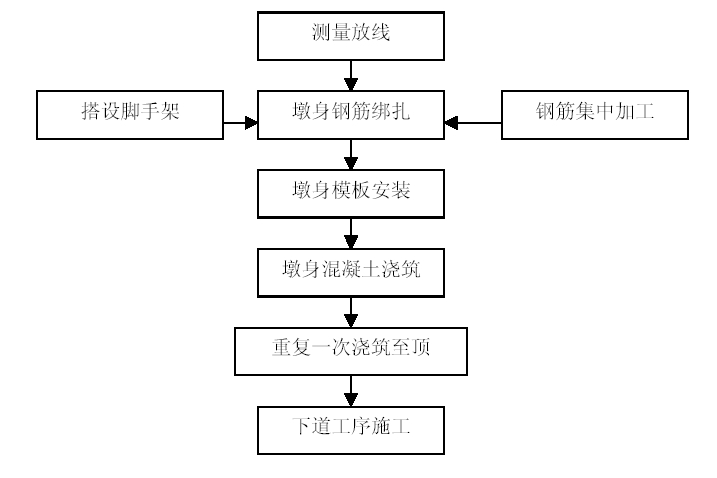 测量放线
搭设脚手架
墩身钢筋绑扎
钢筋集中加工
墩身模板安装
墩身混凝土浇筑
重复一次浇筑至顶
下道工序施工